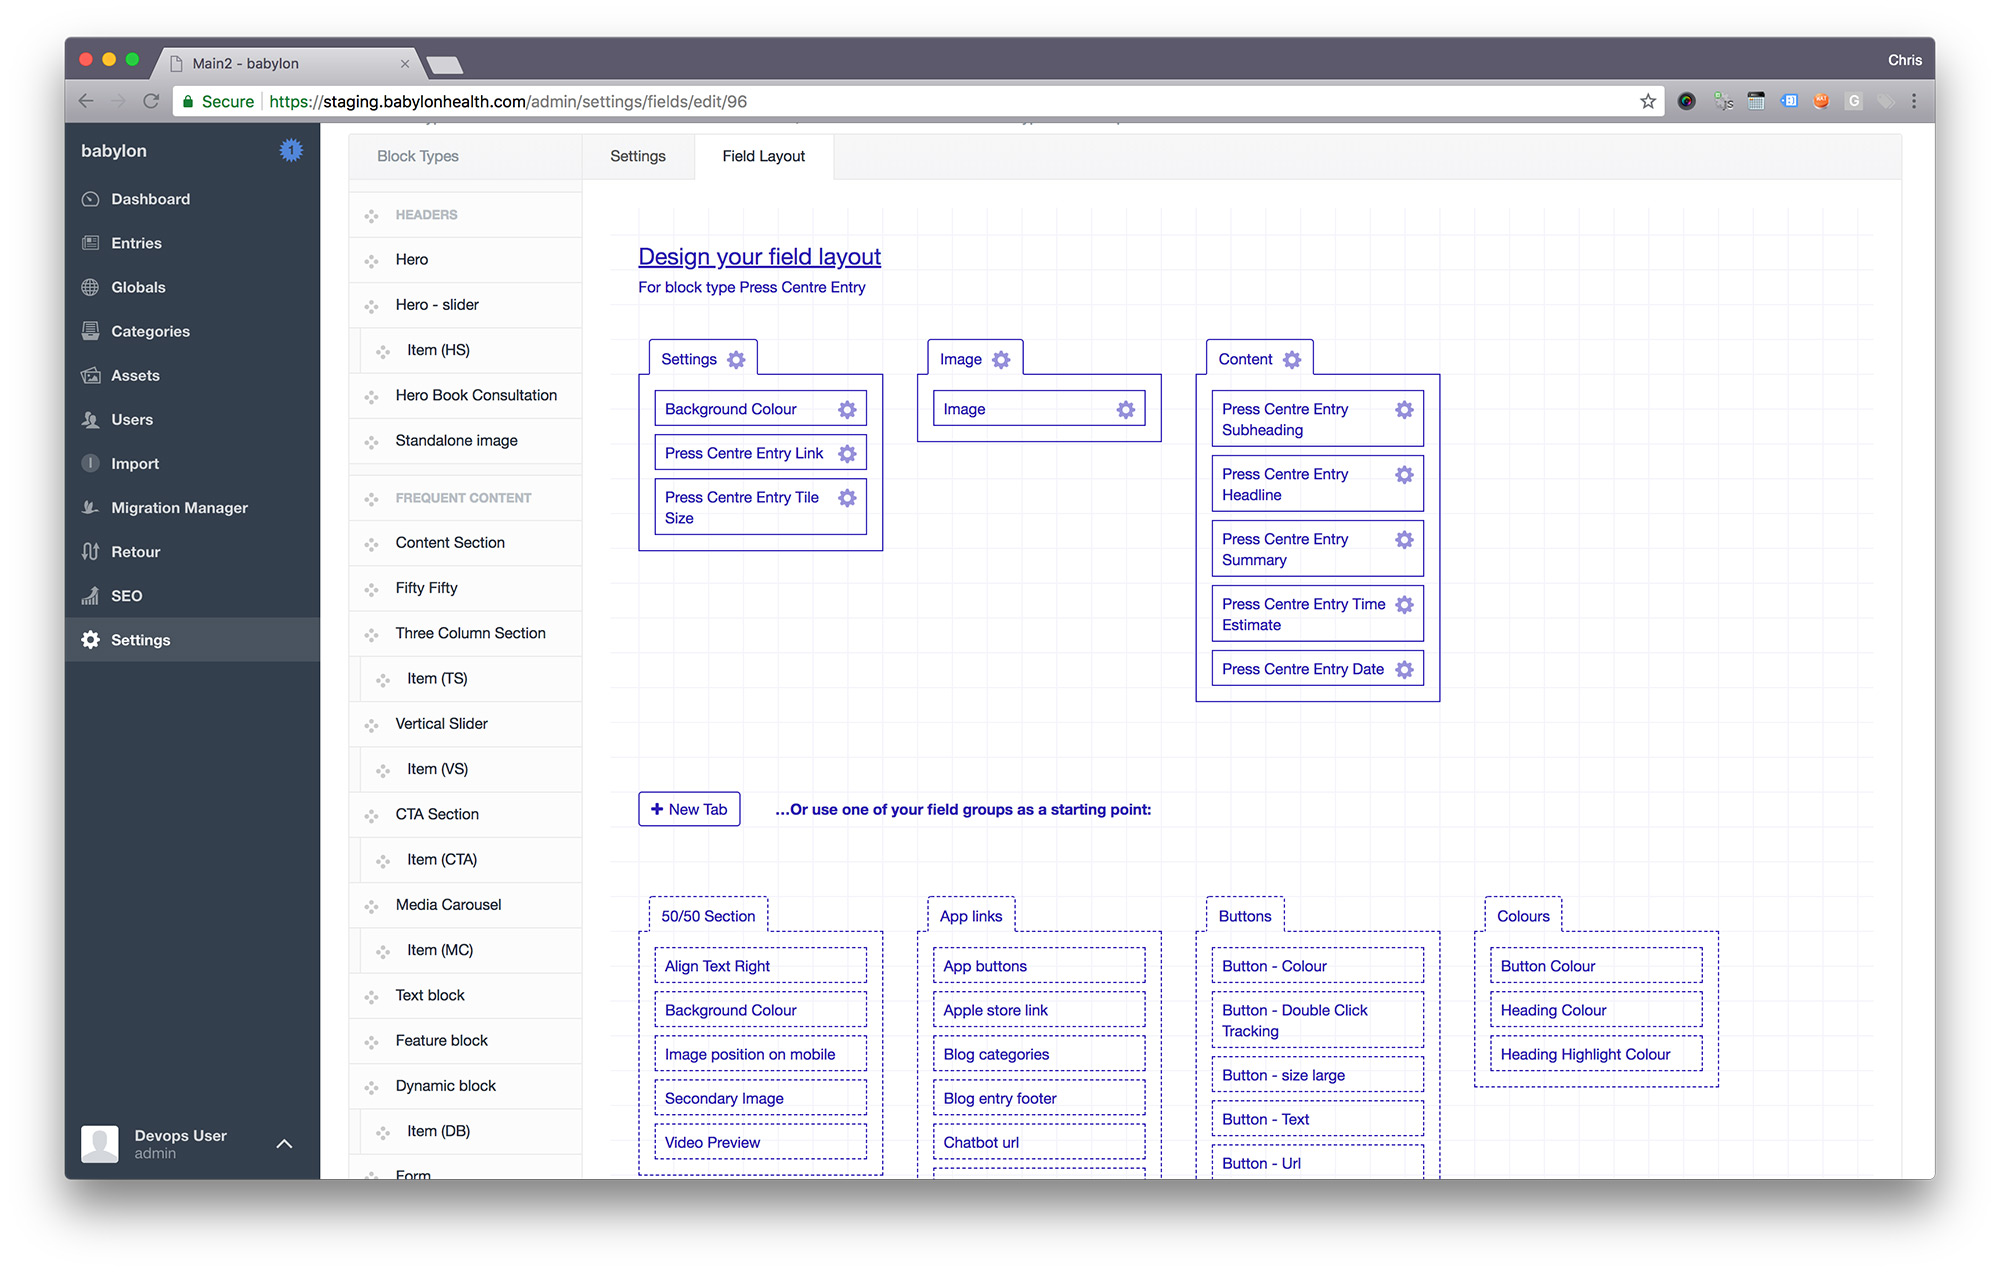 Main2 - babylon
Chris
Secure
https://staging.babylonhealth.com/admin/settings/fields/edit/96
JS
G
babylon
1
Dashboard
Entries
Globals
Categories
Assets
Users
Import
Migration Manager
Retour
SEO
Settings
Devops User
admin
Block Types
HEADERS
Hero
Hero - slider
Item (HS)
Hero Book Consultation
Standalone image
FREQUENT CONTENT
Content Section
Fifty Fifty
Three Column Section
Item (TS)
Vertical Slider
Item (VS)
CTA Section
Item (CTA)
Media Carousel
Item (MC)
Text block
Feature block
Dynamic block
Item (DB)
Form
Settings
Field Layout
Design your field layout
For block type Press Centre Entry
Settings
Background Colour
Press Centre Entry Link
Press Centre Entry Tile
Size
Image
Image
Content
Press Centre Entry
Subheading
Press Centre Entry
Headline
Press Centre Entry
Summary
Press Centre Entry Time
Estimate
Press Centre Entry Date
+ New Tab
...Or use one of your field groups as a starting point:
50/50 Section
Align Text Right
Background Colour
Image position on mobile
Secondary Image
Video Preview
App links
App buttons
Apple store link
Blog categories
Blog entry footer
Chatbot url
Buttons
Button - Colour
Button - Double Click
Tracking
Button - size large
Button - Text
Button - Url
Colours
Button Colour
Heading Colour
Heading Highlight Colour